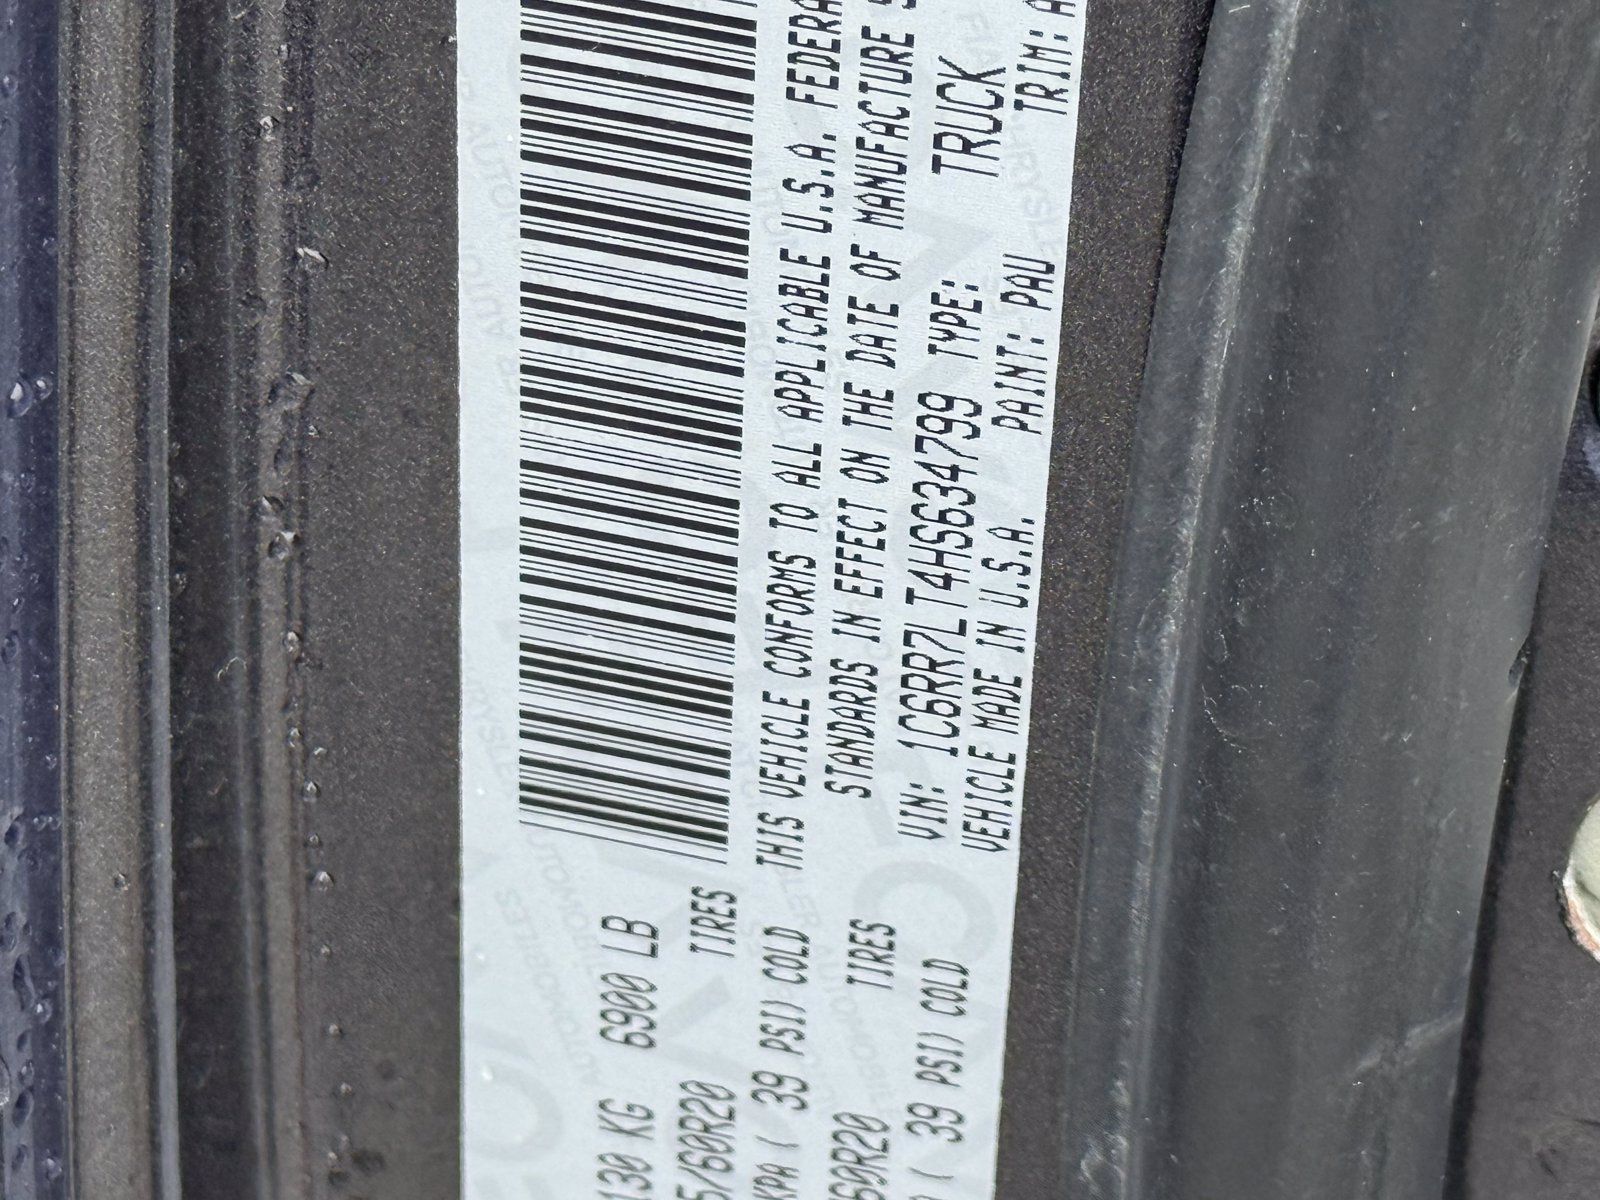 130 KG 6900 LB
5/60R20 TIRES
KPA ( 39 PSI) COLD
THIS VEHICLE CONFORMS TO ALL APPLICABLE U.S.A. FEDERA
STANDARDS IN EFFECT ON THE DATE OF MANUFACTURE S
60R20 TIRES
( 39 PSI) COLD
VIN: 1C6RR7LT4HS634799 TYPE: TRUCK
VEHICLE MADE IN U.S.A. PAINT: PAU TRIM: A